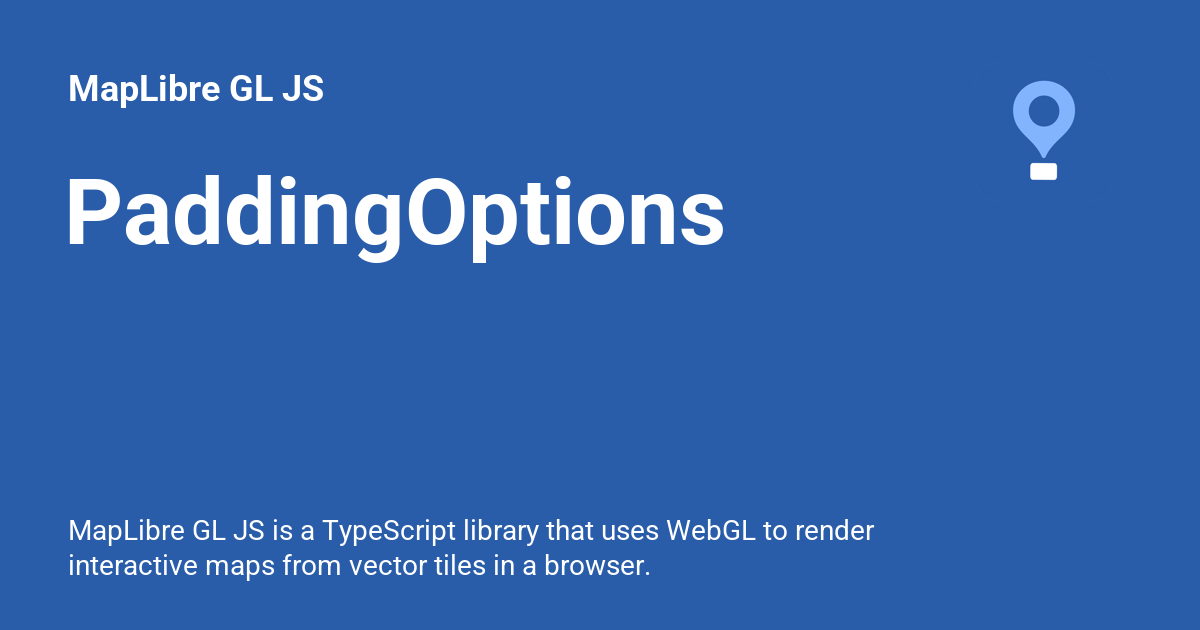 MapLibre GL JS
PaddingOptions
MapLibre GL JS is a TypeScript library that uses WebGL to render
interactive maps from vector tiles in a browser.